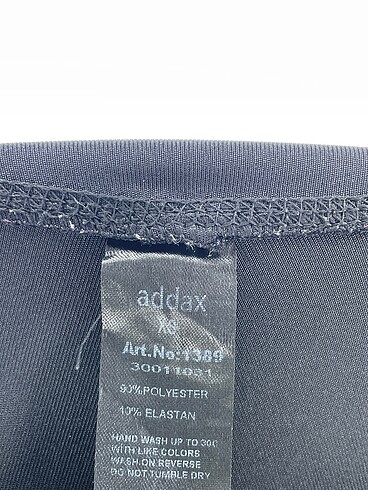 addax
XS
Art.No:1389
30011031
90%POLYESTER
10% ELASTAN
HAND WASH UP TO 30C
WITH LIKE COLORS
WASH ON REVERSE
DO NOT TUMBLE DRY